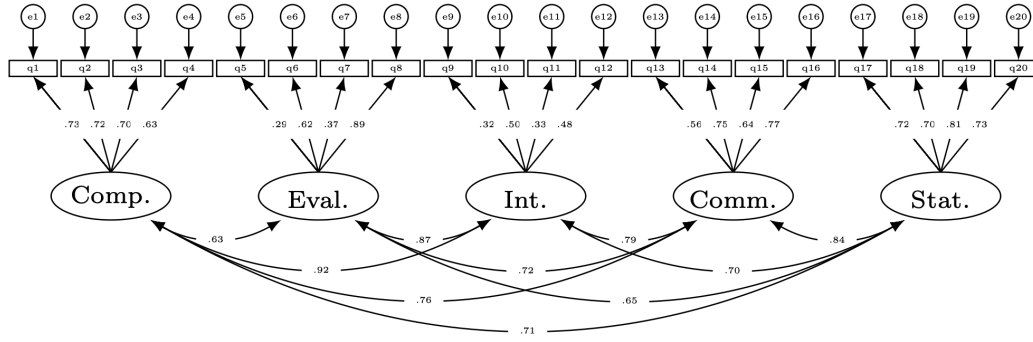 e1 e2 e3 e4 e5 e6 e7 e8 e9 e10 e11 e12 e13 e14 e15 e16 e17 e18 e19 e20
q1 q2 q3 q4 q5 q6 q7 q8 q9 q10 q11 q12 q13 q14 q15 q16 q17 q18 q19 q20
.73 .72 .70 .63 .29 .62 .37 .89 .32 .50 .33 .48 .56 .75 .64 .77 .72 .70 .81 .73
Comp. Eval. Int. Comm. Stat.
.63 .87 .79 .84
.92 .72 .70
.76 .65
.71